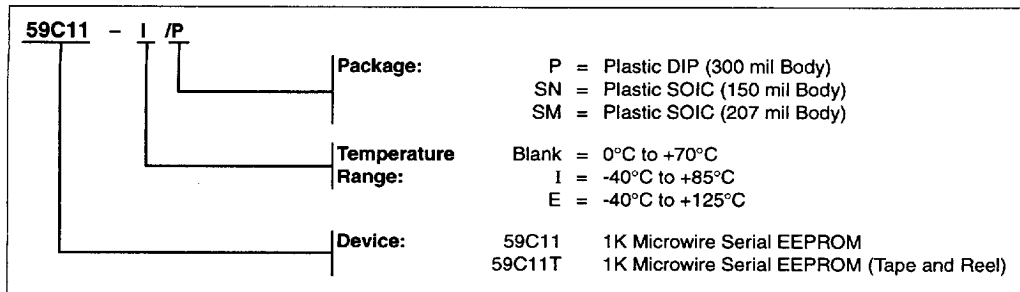 59C11 – I /P
Package: P = Plastic DIP (300 mil Body)
SN = Plastic SOIC (150 mil Body)
SM = Plastic SOIC (207 mil Body)
Temperature Blank = 0°C to +70°C
Range: I = -40°C to +85°C
E = -40°C to +125°C
Device: 59C11 1K Microwire Serial EEPROM
59C11T 1K Microwire Serial EEPROM (Tape and Reel)